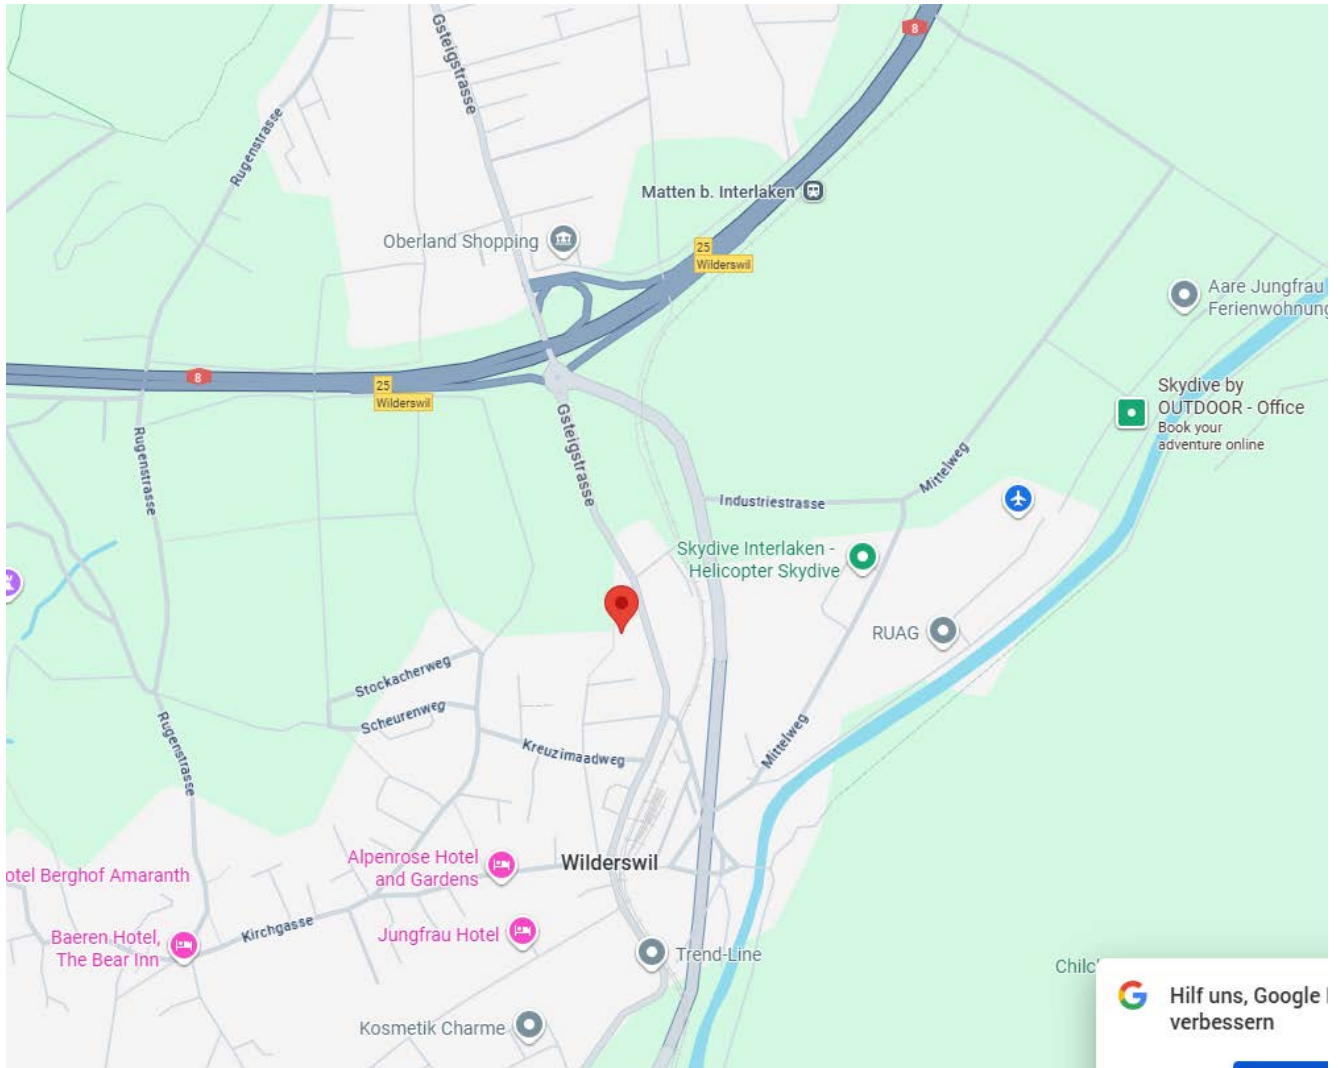 Gsteigstrasse
8
Rugenstrasse
Matten b. Interlaken
Oberland Shopping
25
Wilderswil
Aare Jungfrau
Ferienwohnung
8
25
Wilderswil
Skydive by
OUTDOOR - Office
Book your
adventure online
Gsteigstrasse
Rugenstrasse
Mittelweg
Industriestrasse
Skydive Interlaken -
Helicopter Skydive
RUAG
Stockacherweg
Scheurenweg
Rugenstrasse
Kreuzimaadweg
Mittelweg
Alpenrose Hotel
and Gardens
Wilderswil
otel Berghof Amaranth
Kirchgasse
Jungfrau Hotel
Baeren Hotel,
The Bear Inn
Trend-Line
Chilc
Hilf uns, Google
verbessern
Kosmetik Charme